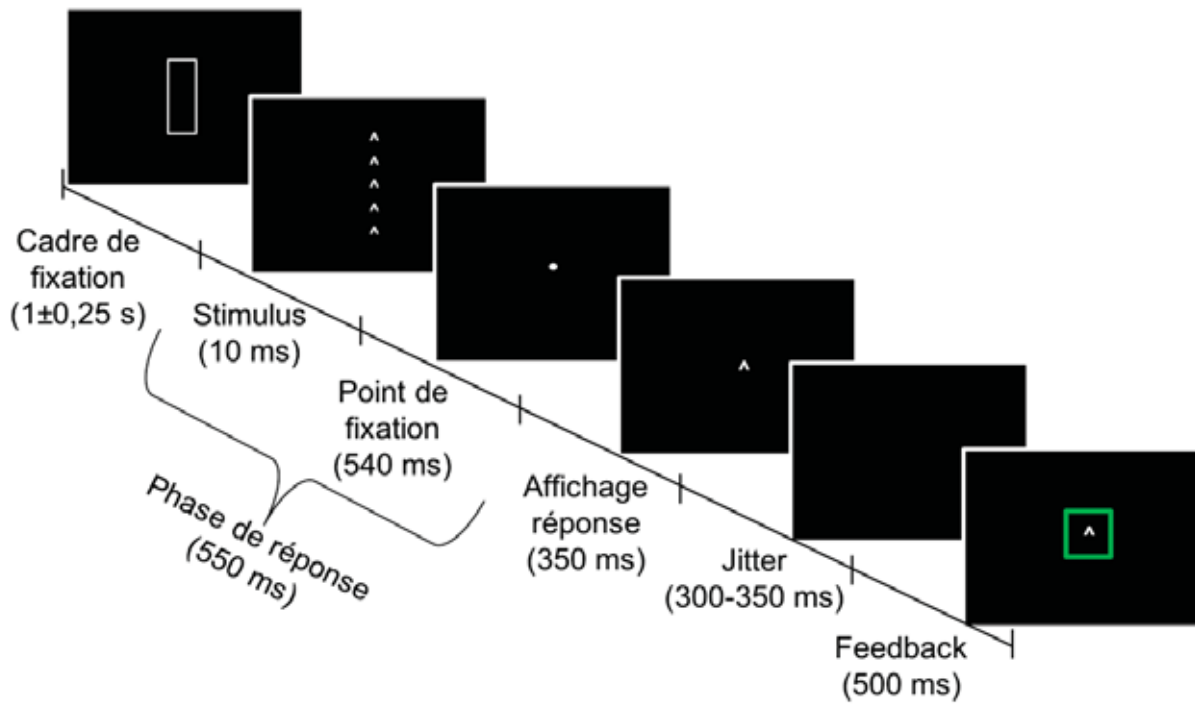 Cadre de
fixation
(1±0,25 s)
Stimulus
(10 ms)
Point de
fixation
(540 ms)
Phase de réponse
(550 ms)
Affichage
réponse
(350 ms)
Jitter
(300-350 ms)
Feedback
(500 ms)